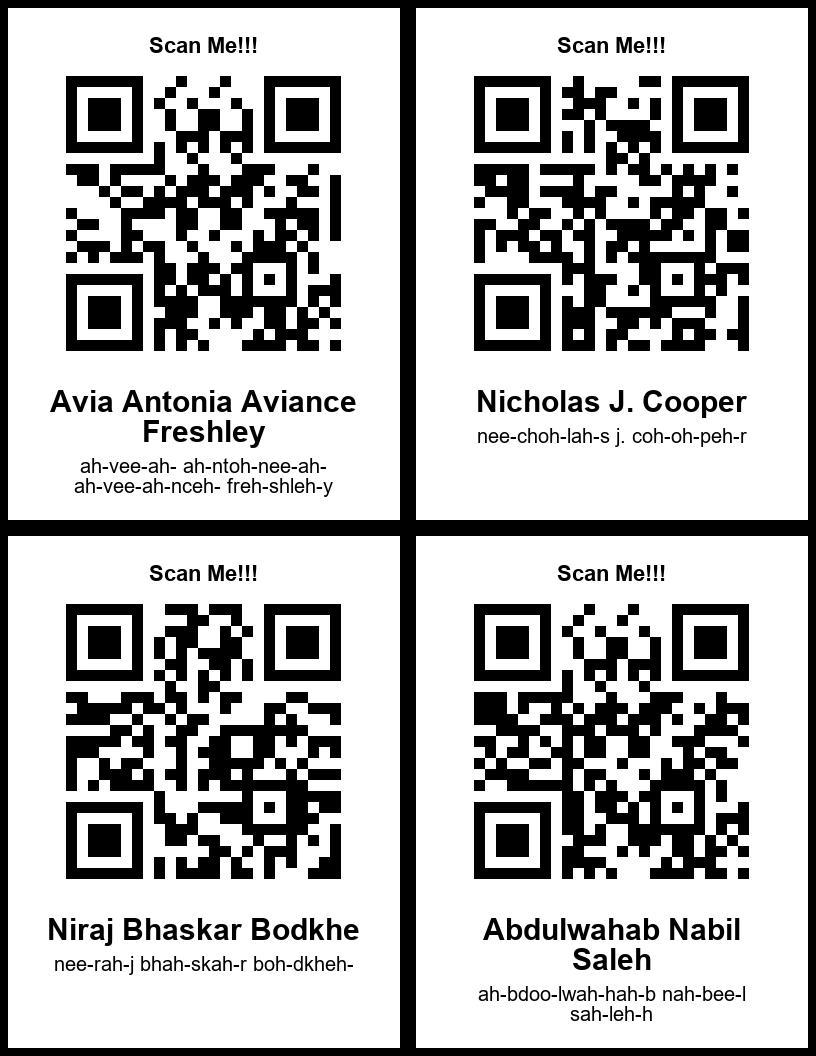 Scan Me!!!
Avia Antonia Aviance
Freshley
ah-vee-ah- ah-ntoh-nee-ah-
ah-vee-ah-nceh- freh-shleh-y
Scan Me!!!
Nicholas J. Cooper
nee-choh-lah-s j. coh-oh-peh-r
Scan Me!!!
Niraj Bhaskar Bodkhe
nee-rah-j bhah-skah-r boh-dkheh-
Scan Me!!!
Abdulwahab Nabil
Saleh
ah-bdoo-lwah-hah-b nah-bee-l
sah-leh-h